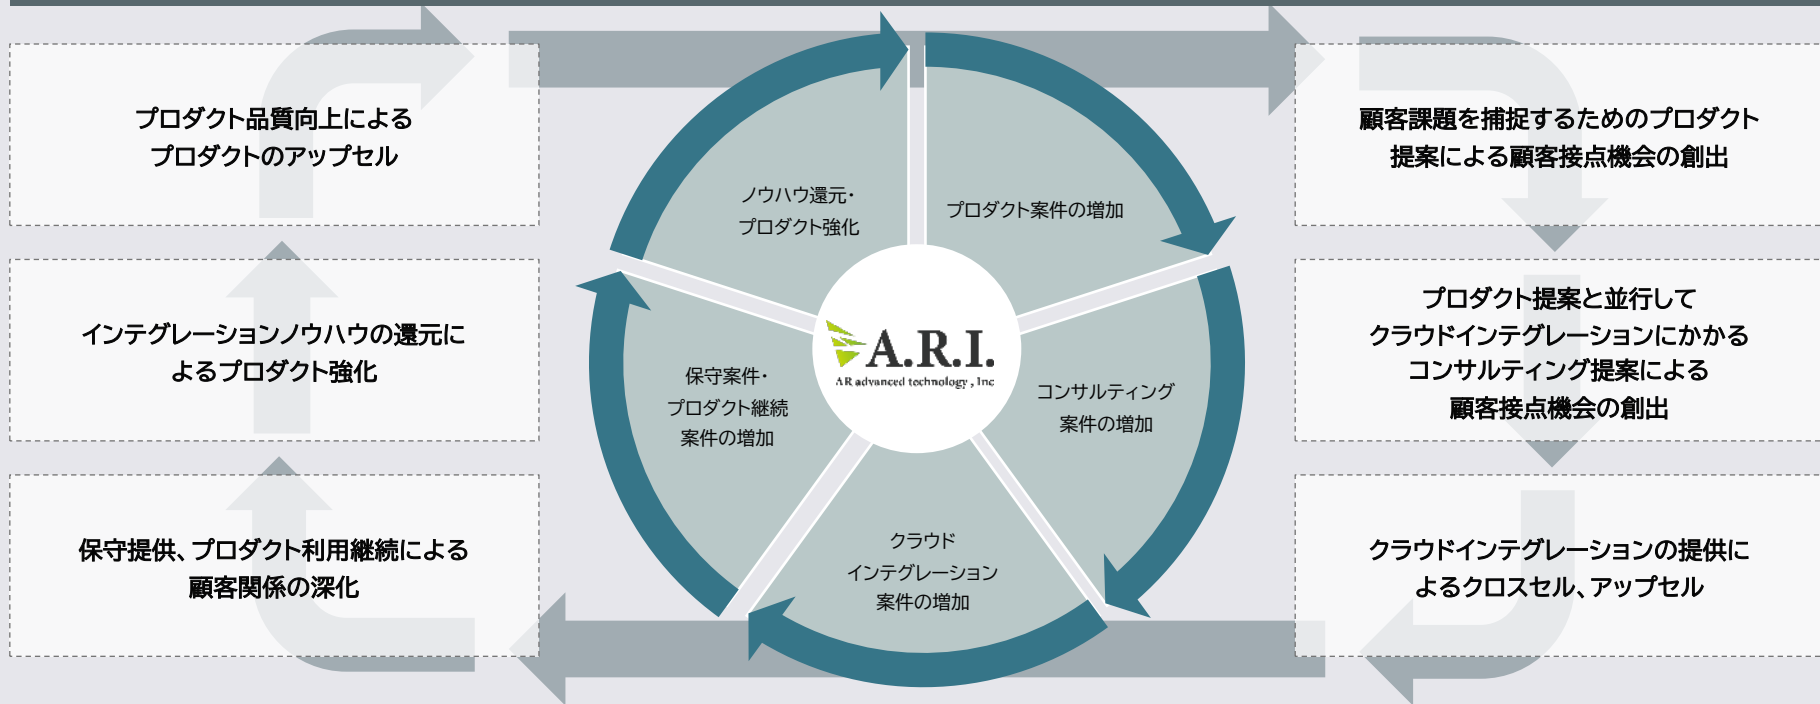 プロダクト品質向上による
プロダクトのアップセル
インテグレーションノウハウの還元に
よるプロダクト強化
保守提供、プロダクト利用継続による
顧客関係の深化
ノウハウ還元・
プロダクト強化
プロダクト案件の増加
保守案件・
プロダクト継続
案件の増加
A.R.I.
AR advanced technology , Inc
コンサルティング
案件の増加
クラウド
インテグレーション
案件の増加
顧客課題を捕捉するためのプロダクト
提案による顧客接点機会の創出
プロダクト提案と並行して
クラウドインテグレーションにかかる
コンサルティング提案による
顧客接点機会の創出
クラウドインテグレーションの提供に
よるクロスセル、アップセル